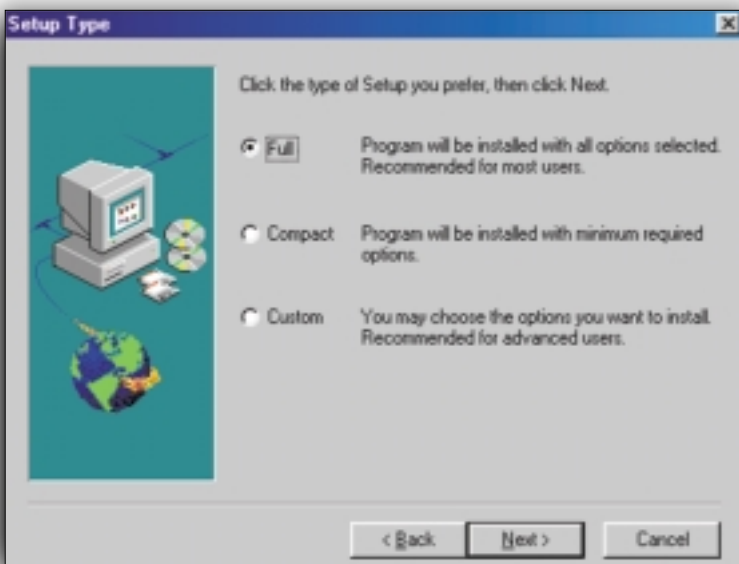 Setup Type
Click the type of Setup you prefer, then click Next.
Full
Program will be installed with all options selected.
Recommended for most users.
Compact
Program will be installed with minimum required
options.
Custom
You may choose the options you want to install.
Recommended for advanced users.
< Back
Next >
Cancel